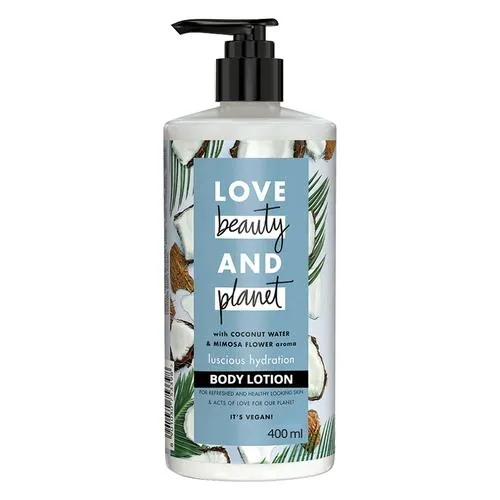 LOVE
beauty
AND
planet
with COCONUT WATER
& MIMOSA FLOWER aroma
luscious hydration
BODY LOTION
FOR REFRESHED AND HEALTHY LOOKING SKIN
& ACTS OF LOVE FOR OUR PLANET
IT'S VEGAN!
400 ml